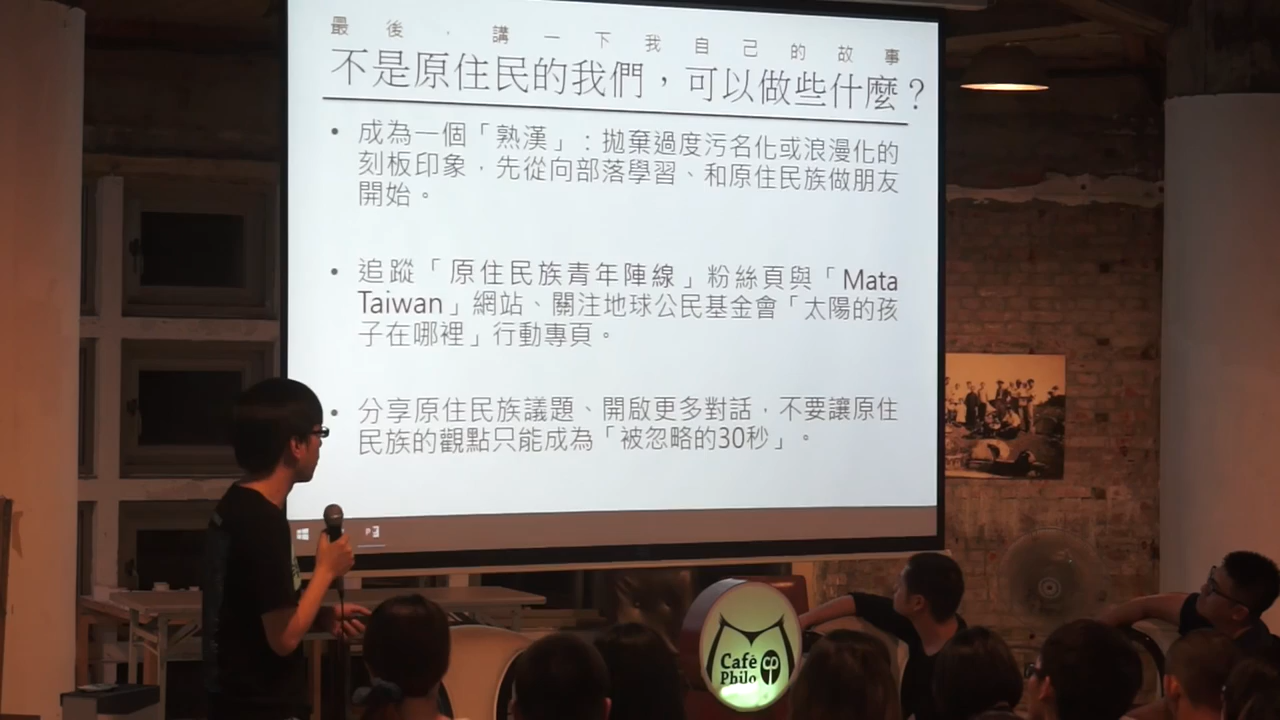 最後，講一下我自己的故事
不是原住民的我們，可以做些什麼？
• 成為一個「熟漢」：拋棄過度污名化或浪漫化的
刻板印象，先從向部落學習、和原住民族做朋友
開始。
• 追蹤「原住民族青年陣線」粉絲頁與「Mata
Taiwan」網站、關注地球公民基金會「太陽的孩
子在哪裡」行動專頁。
• 分享原住民族議題、開啟更多對話，不要讓原住
民族的觀點只能成為「被忽略的30秒」。
Café
Philo